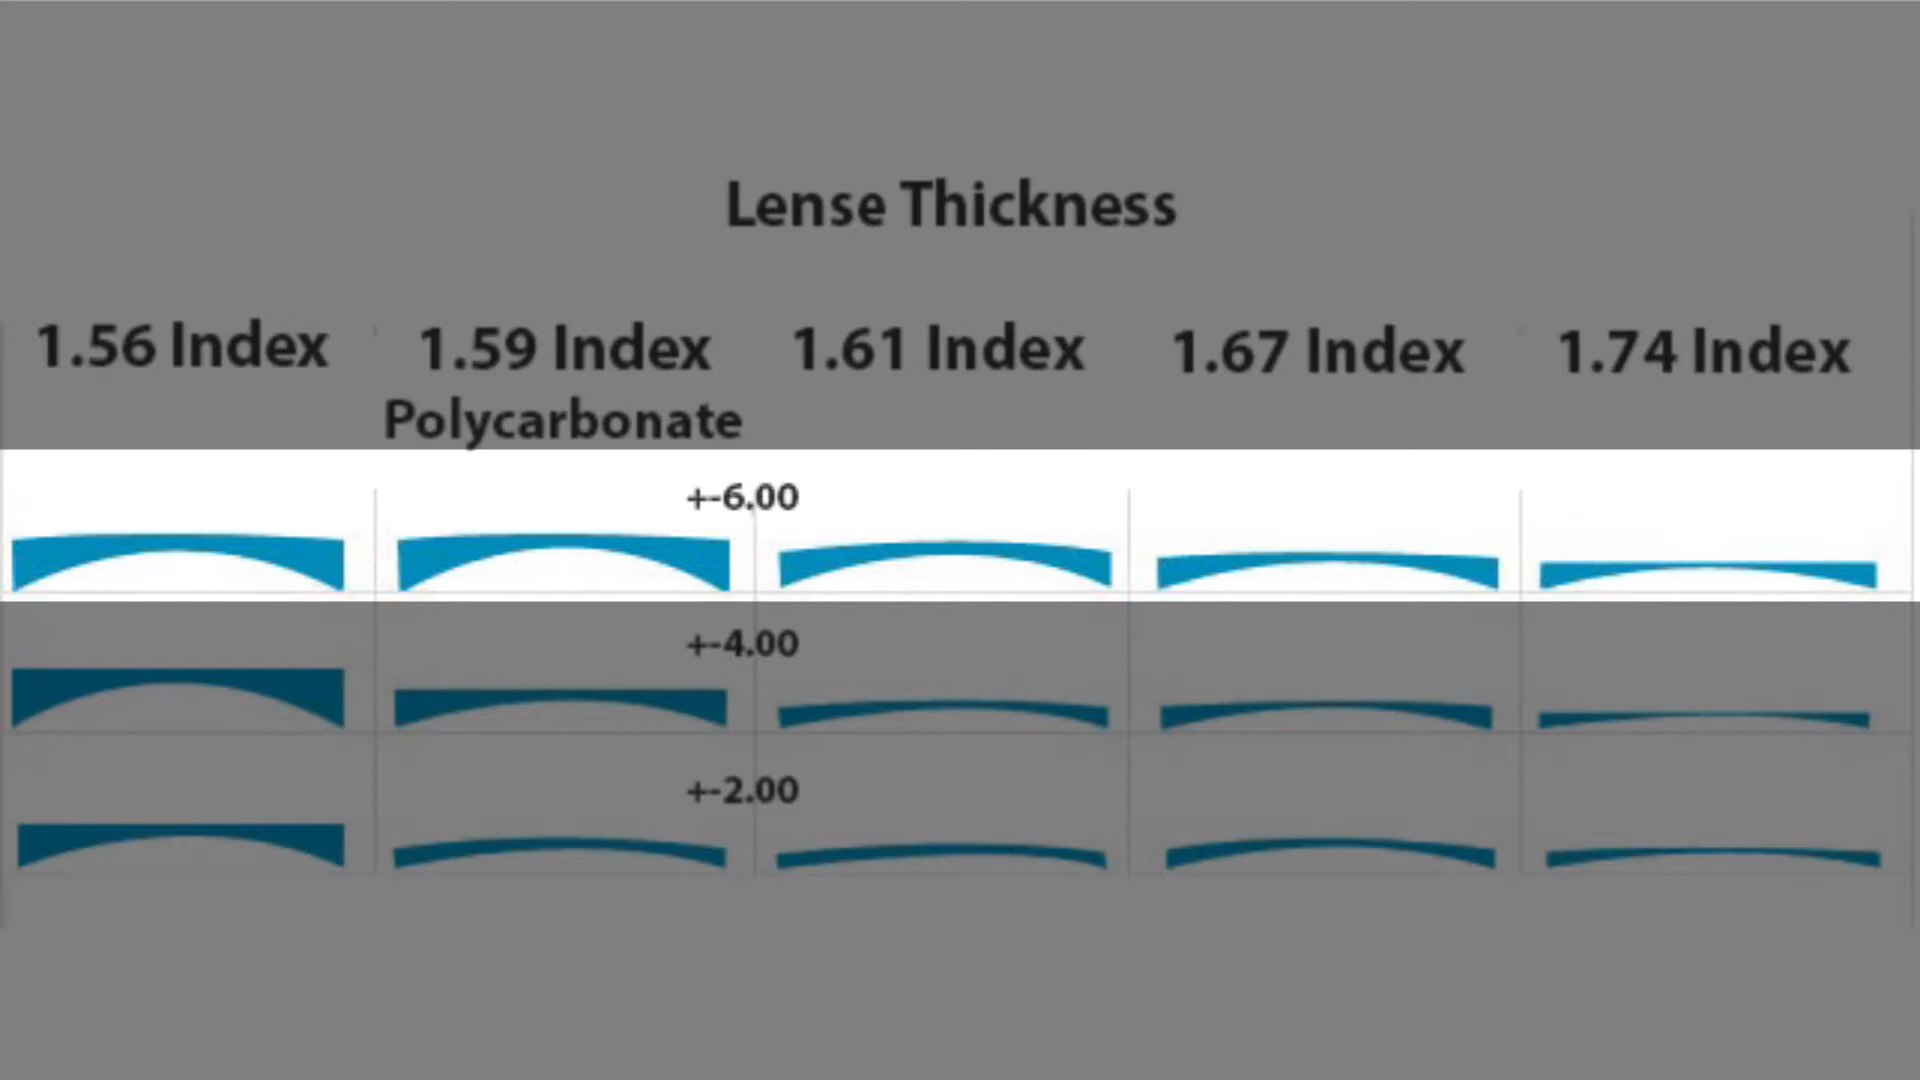 Lense Thickness
1.56 Index 1.59 Index 1.61 Index 1.67 Index 1.74 Index
Polycarbonate
+-6.00
+-4.00
+-2.00